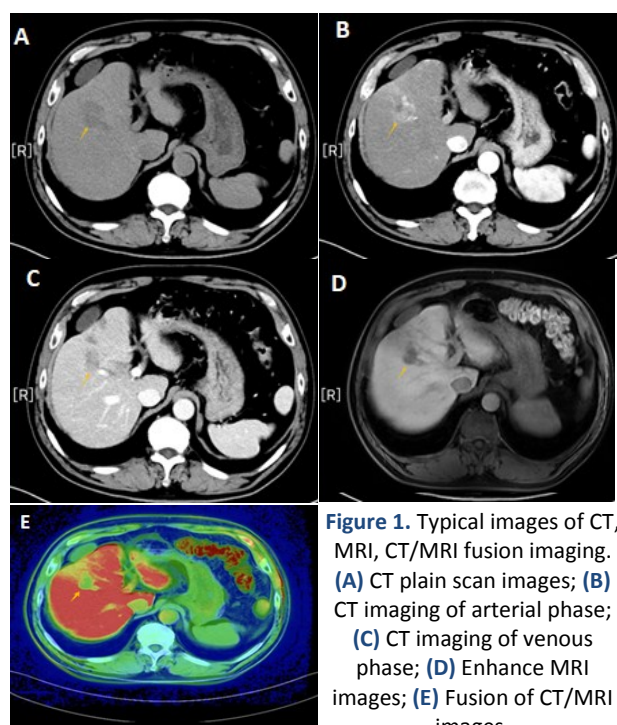 A
B
[R]
[R]
C
D
[R]
[R]
E
Figure 1. Typical images of CT/
MRI, CT/MRI fusion imaging.
(A) CT plain scan images; (B)
CT imaging of arterial phase;
(C) CT imaging of venous
phase; (D) Enhance MRI
images; (E) Fusion of CT/MRI
images